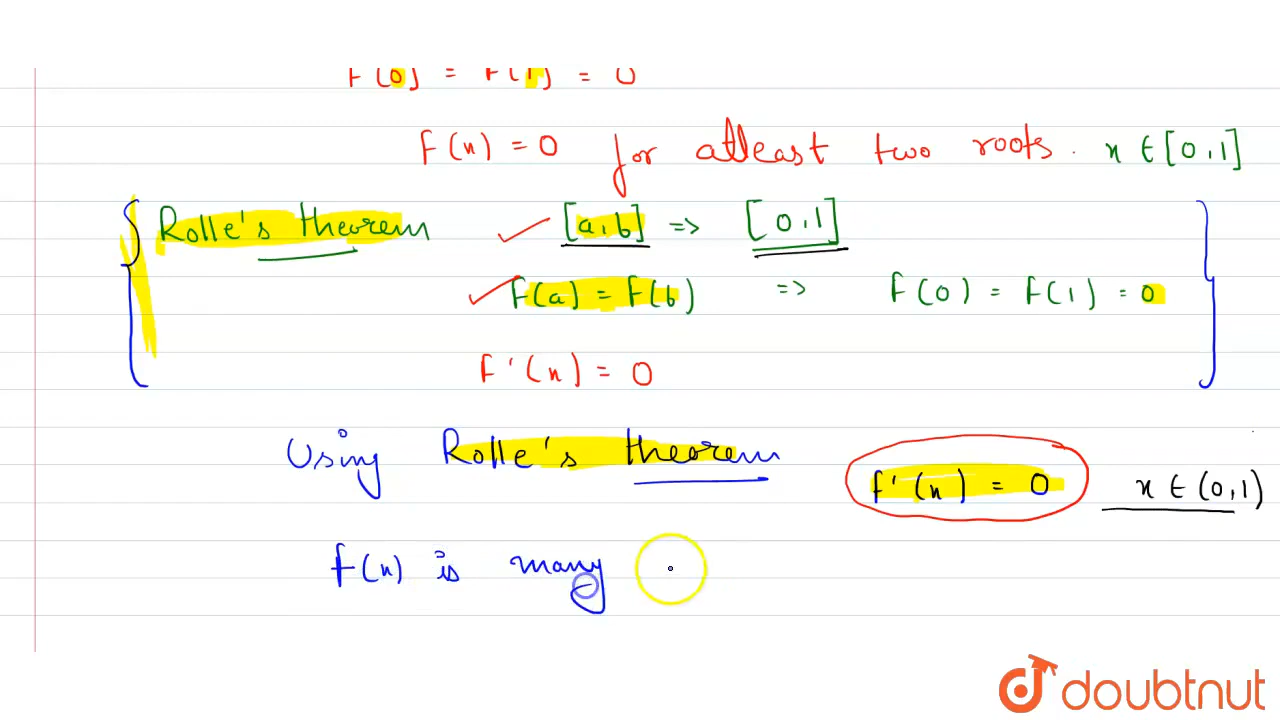 F(0) = F(1) = 0
F(x) = 0 for atleast two roots. x ∈ [0,1]
Rolle's theorem [a,b] => [0,1]
F(a) = F(b) => F(0) = F(1) = 0
F'(x) = 0
Using Rolle's theorem F'(x) = 0 x ∈ (0,1)
f(x) is many
doubtnut